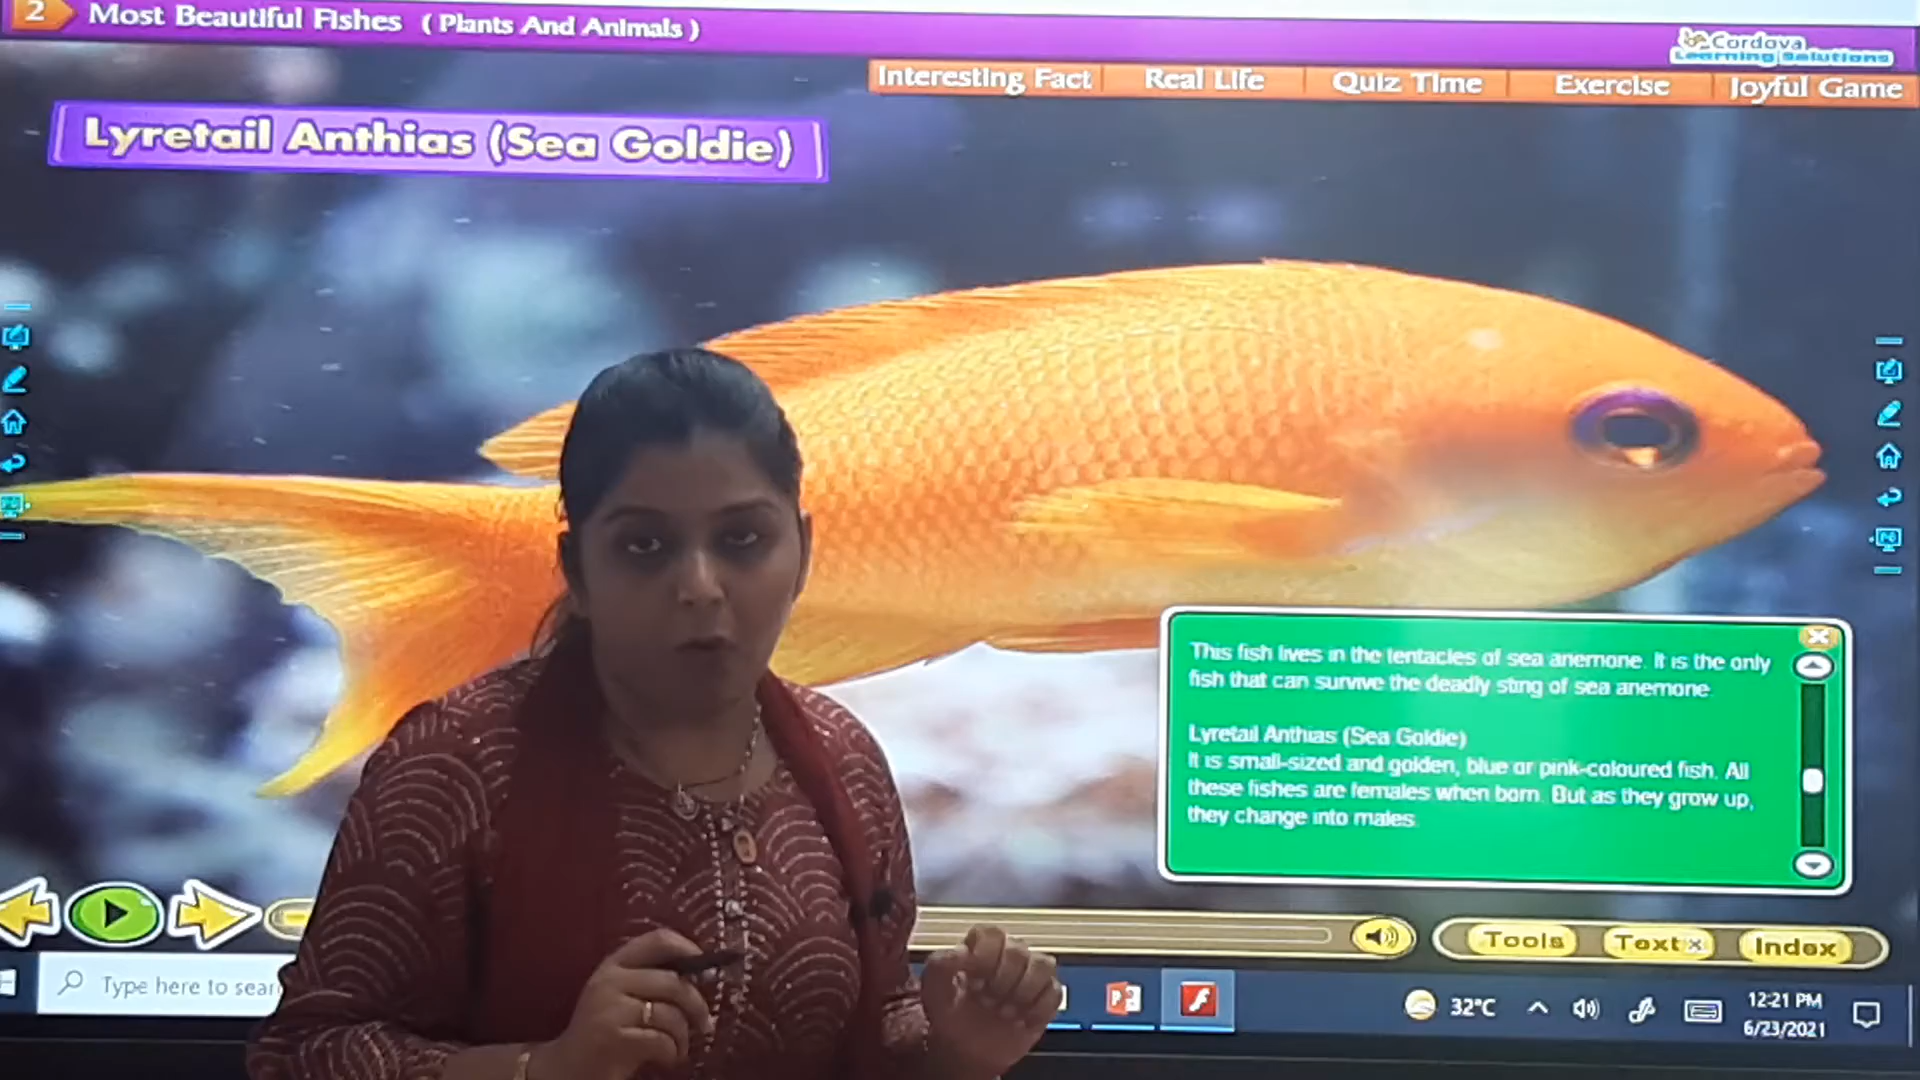 2 Most Beautiful Fishes ( Plants And Animals )
Cordova
Learning Solutions
Interesting Fact Real Life Quiz Time Exercise Joyful Game
Lyretail Anthias (Sea Goldie)
This fish lives in the tentacles of sea anemone. It is the only
fish that can survive the deadly sting of sea anemone
Lyretail Anthias (Sea Goldie)
It is small-sized and golden, blue or pink-coloured fish. All
these fishes are females when born. But as they grow up,
they change into males.
Tools Text x Index
Type here to sear
32°C
12:21 PM
6/23/2021